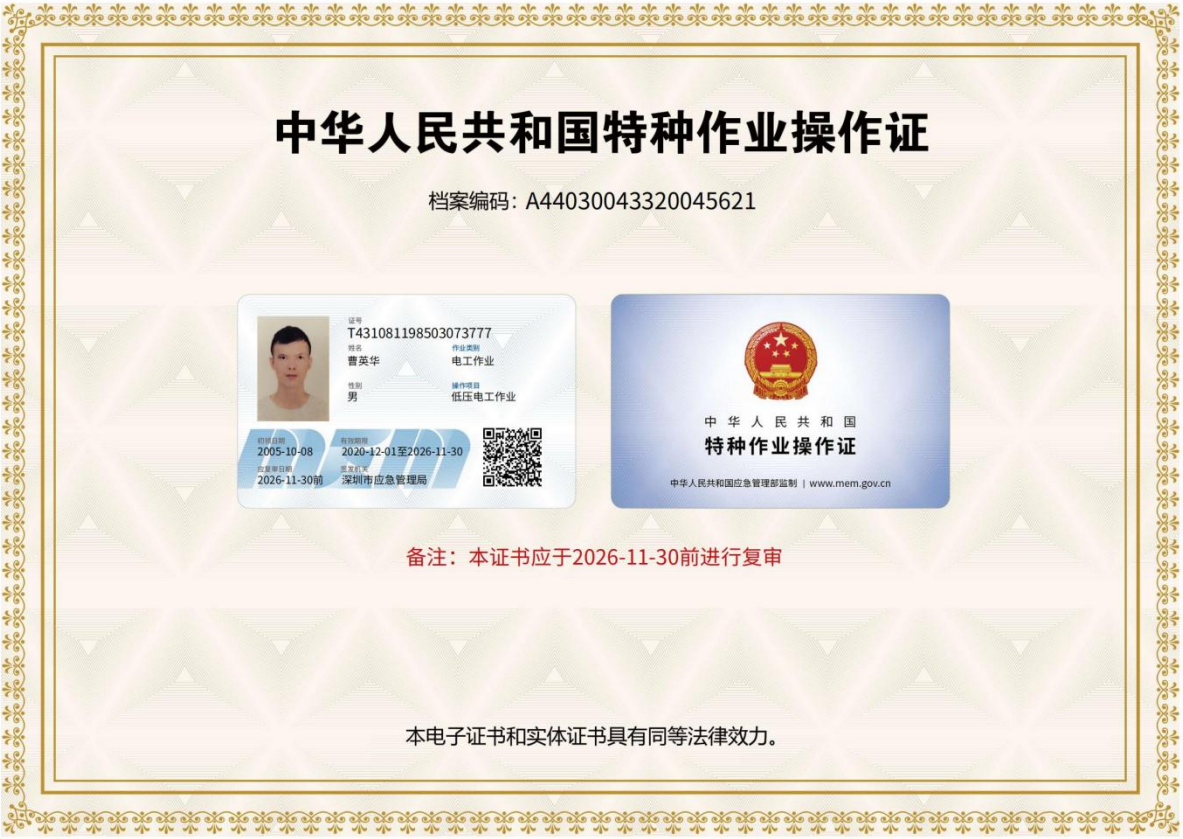 中华人民共和国特种作业操作证
档案编码：A44030043320045621
证号
T431081198503073777
姓名 作业类别
曹英华 电工作业
性别 操作项目
男 低压电工作业
初领日期 有效期限
2005-10-08 2020-12-01至2026-11-30
应复审日期 签发机关
2026-11-30前 深圳市应急管理局
中华人民共和国
特种作业操作证
中华人民共和国应急管理部监制 | www.mem.gov.cn
备注：本证书应于2026-11-30前进行复审
本电子证书和实体证书具有同等法律效力。